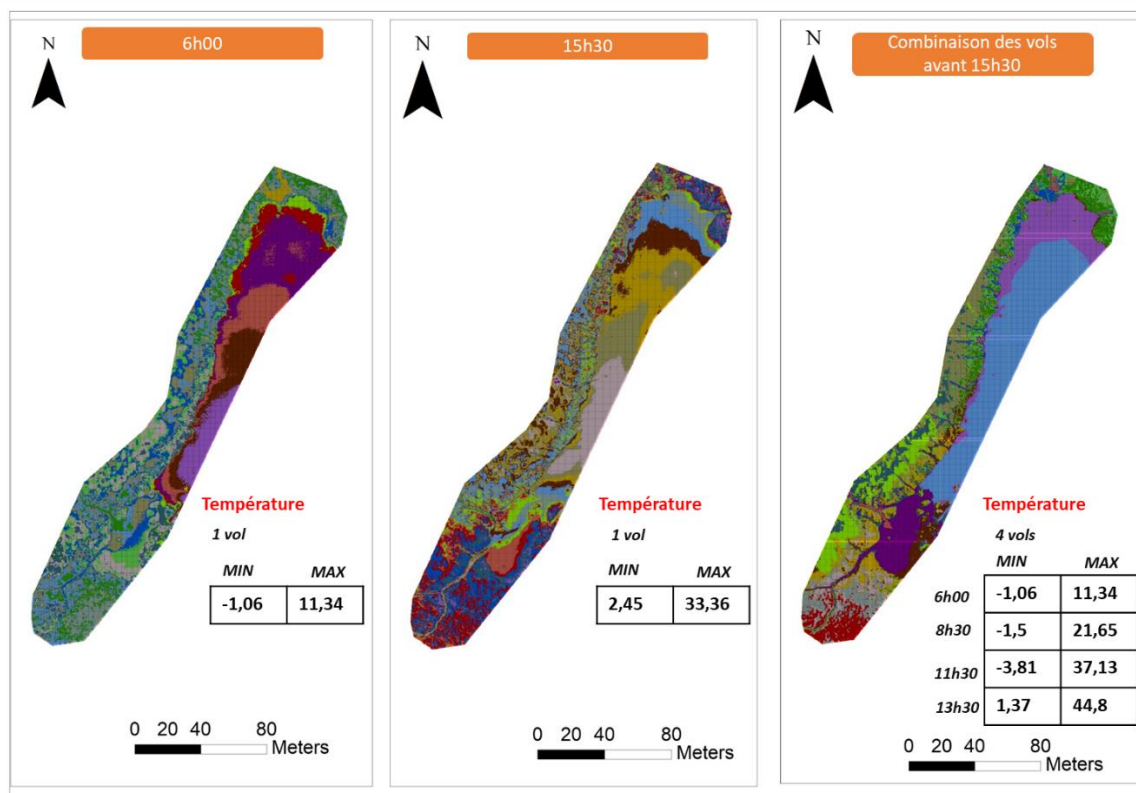 N
6h00
Température
1 vol
MIN MAX
-1,06 11,34
0 20 40 80
Meters
N
15h30
Température
1 vol
MIN MAX
2,45 33,36
0 20 40 80
Meters
N
Combinaison des vols
avant 15h30
Température
4 vols
MIN MAX
6h00 -1,06 11,34
8h30 -1,5 21,65
11h30 -3,81 37,13
13h30 1,37 44,8
0 20 40 80
Meters